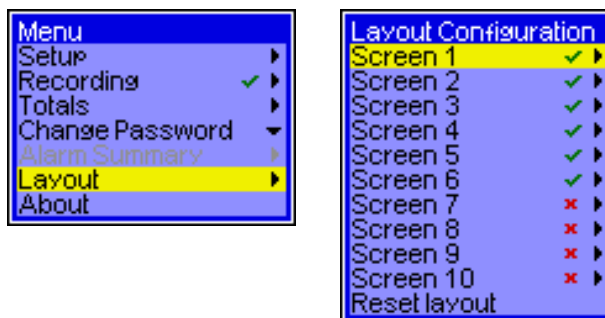 Menu
Setup
Recording
Totals
Change Password
Alarm Summary
Layout
About
Layout Configuration
Screen 1
Screen 2
Screen 3
Screen 4
Screen 5
Screen 6
Screen 7
Screen 8
Screen 9
Screen 10
Reset layout